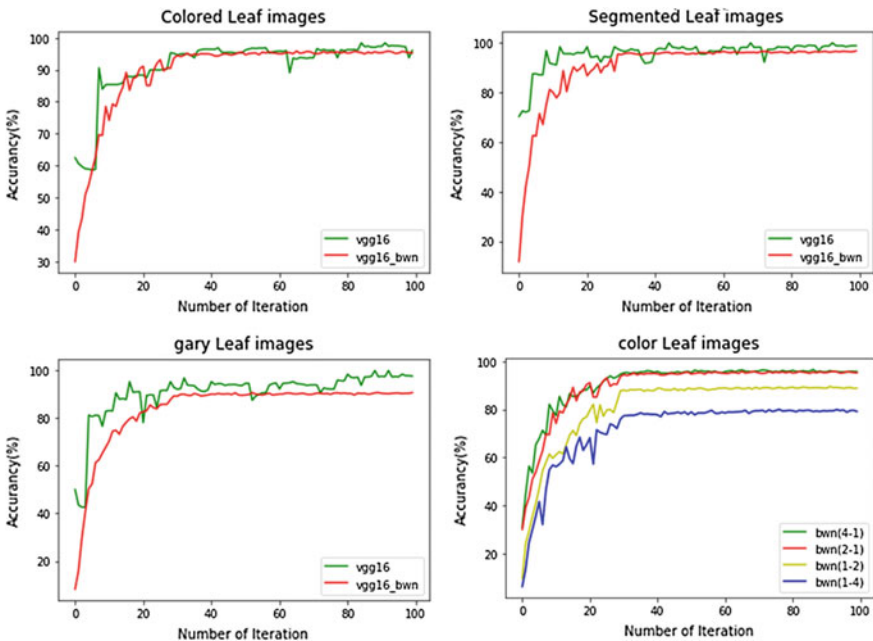 Colored Leaf images
Accurancy(%)
100
90
80
70
60
50
40
30
0
20
40
60
80
100
Number of Iteration
vgg16
vgg16_bwn
Segmented Leaf images
Accurancy(%)
100
80
60
40
20
0
20
40
60
80
100
Number of Iteration
vgg16
vgg16_bwn
gary Leaf images
Accurancy(%)
100
80
60
40
20
0
20
40
60
80
100
Number of Iteration
vgg16
vgg16_bwn
color Leaf images
Accurancy(%)
100
80
60
40
20
0
20
40
60
80
100
Number of Iteration
bwn(4-1)
bwn(2-1)
bwn(1-2)
bwn(1-4)